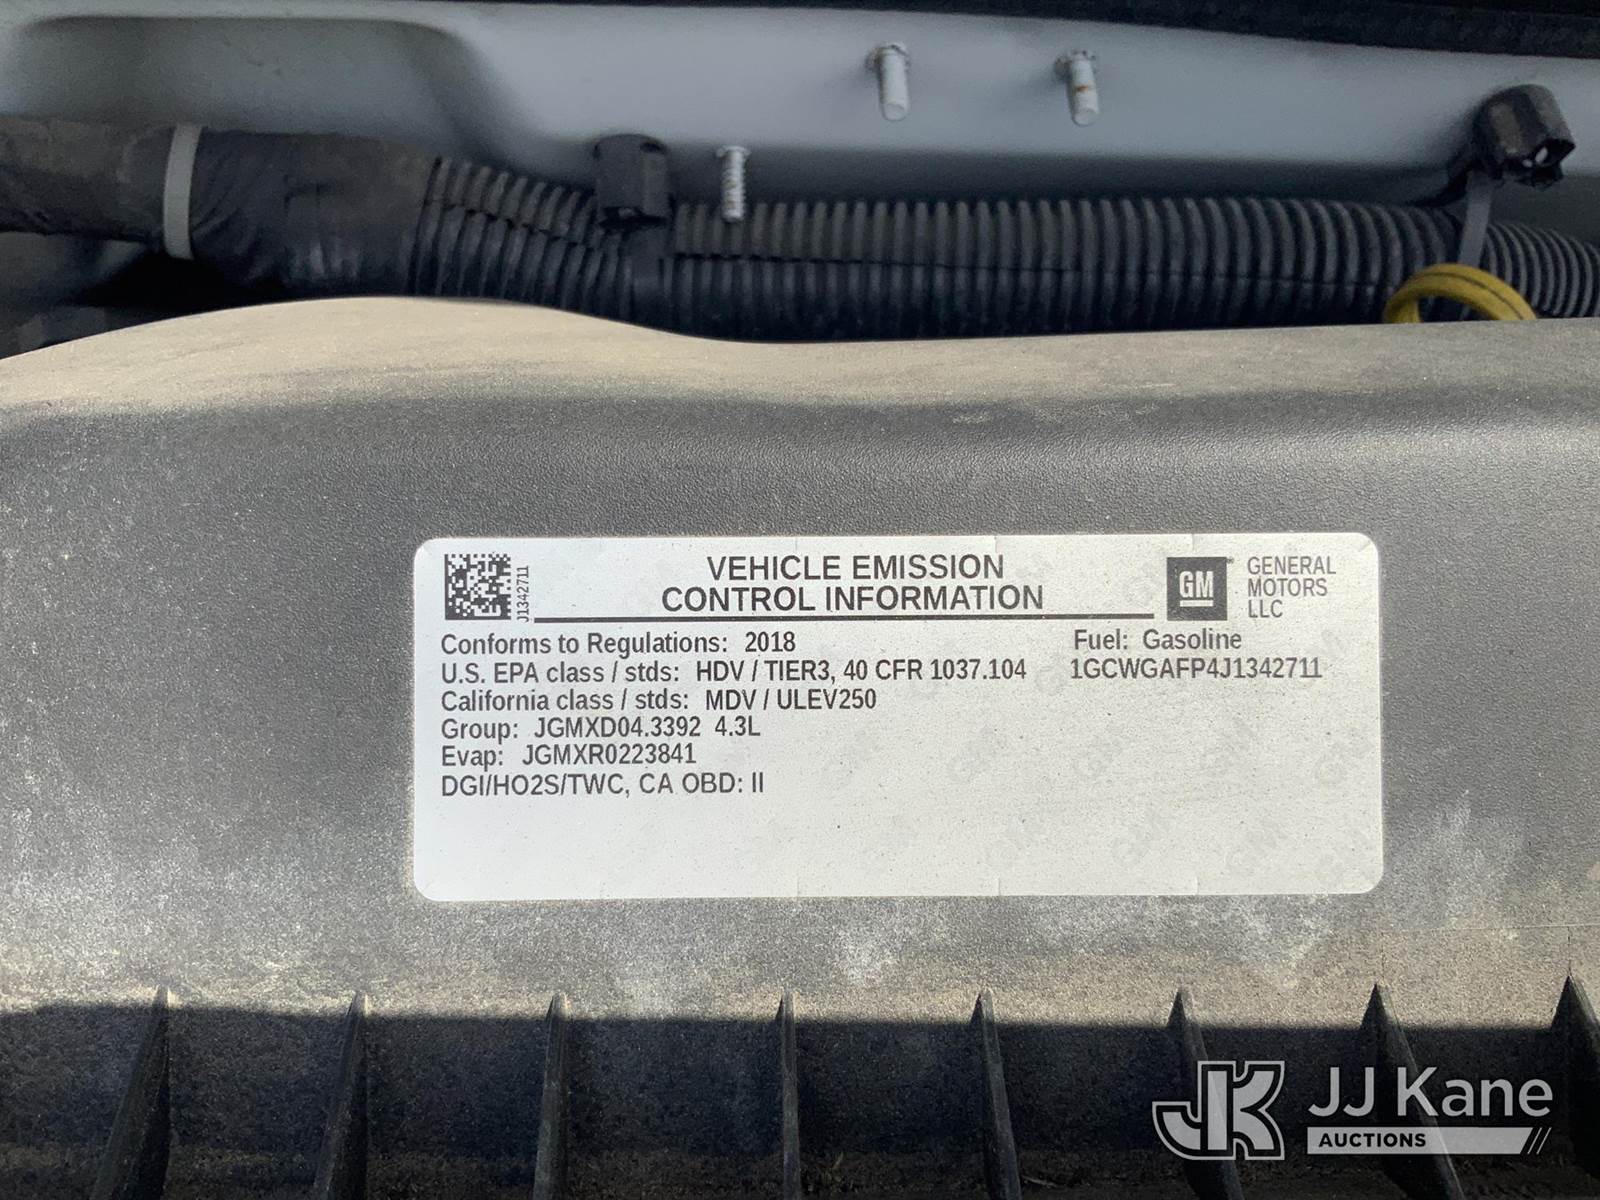 J1342711
VEHICLE EMISSION
CONTROL INFORMATION
GM
GENERAL
MOTORS
LLC
Conforms to Regulations: 2018
Fuel: Gasoline
U.S. EPA class / stds: HDV / TIER3, 40 CFR 1037.104
1GCWGAFP4J1342711
California class / stds: MDV / ULEV250
Group: JGMXD04.3392 4.3L
Evap: JGMXR0223841
DGI/HO2S/TWC, CA OBD: II
JK
JJ Kane
AUCTIONS